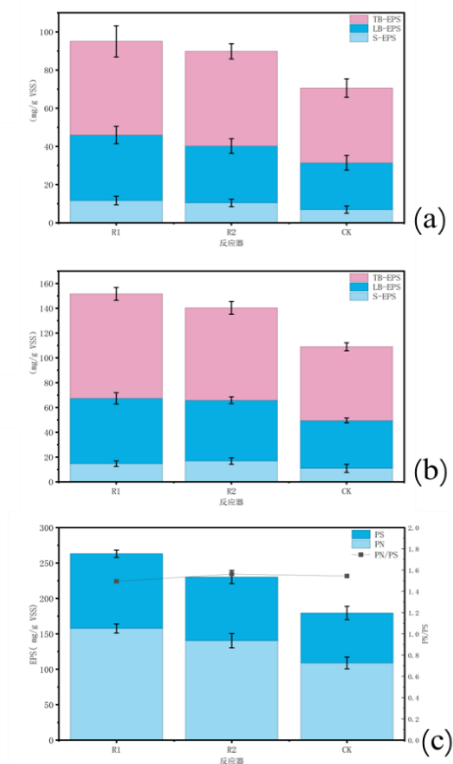 TB-EPS
LB-EPS
S-EPS
100
80
60
40
20
0
(mg/g VSS)
R1 R2 CK
反应器
(a)
TB-EPS
LB-EPS
S-EPS
160
140
120
100
80
60
40
20
0
(mg/g VSS)
R1 R2 CK
反应器
(b)
PS
PN
PN/PS
300
250
200
150
100
50
0
EPS( mg/g VSS)
2.0
1.8
1.6
1.4
1.2
1.0
0.8
0.6
0.4
0.2
0.0
PN/PS
R1 R2 CK
反应器
(c)